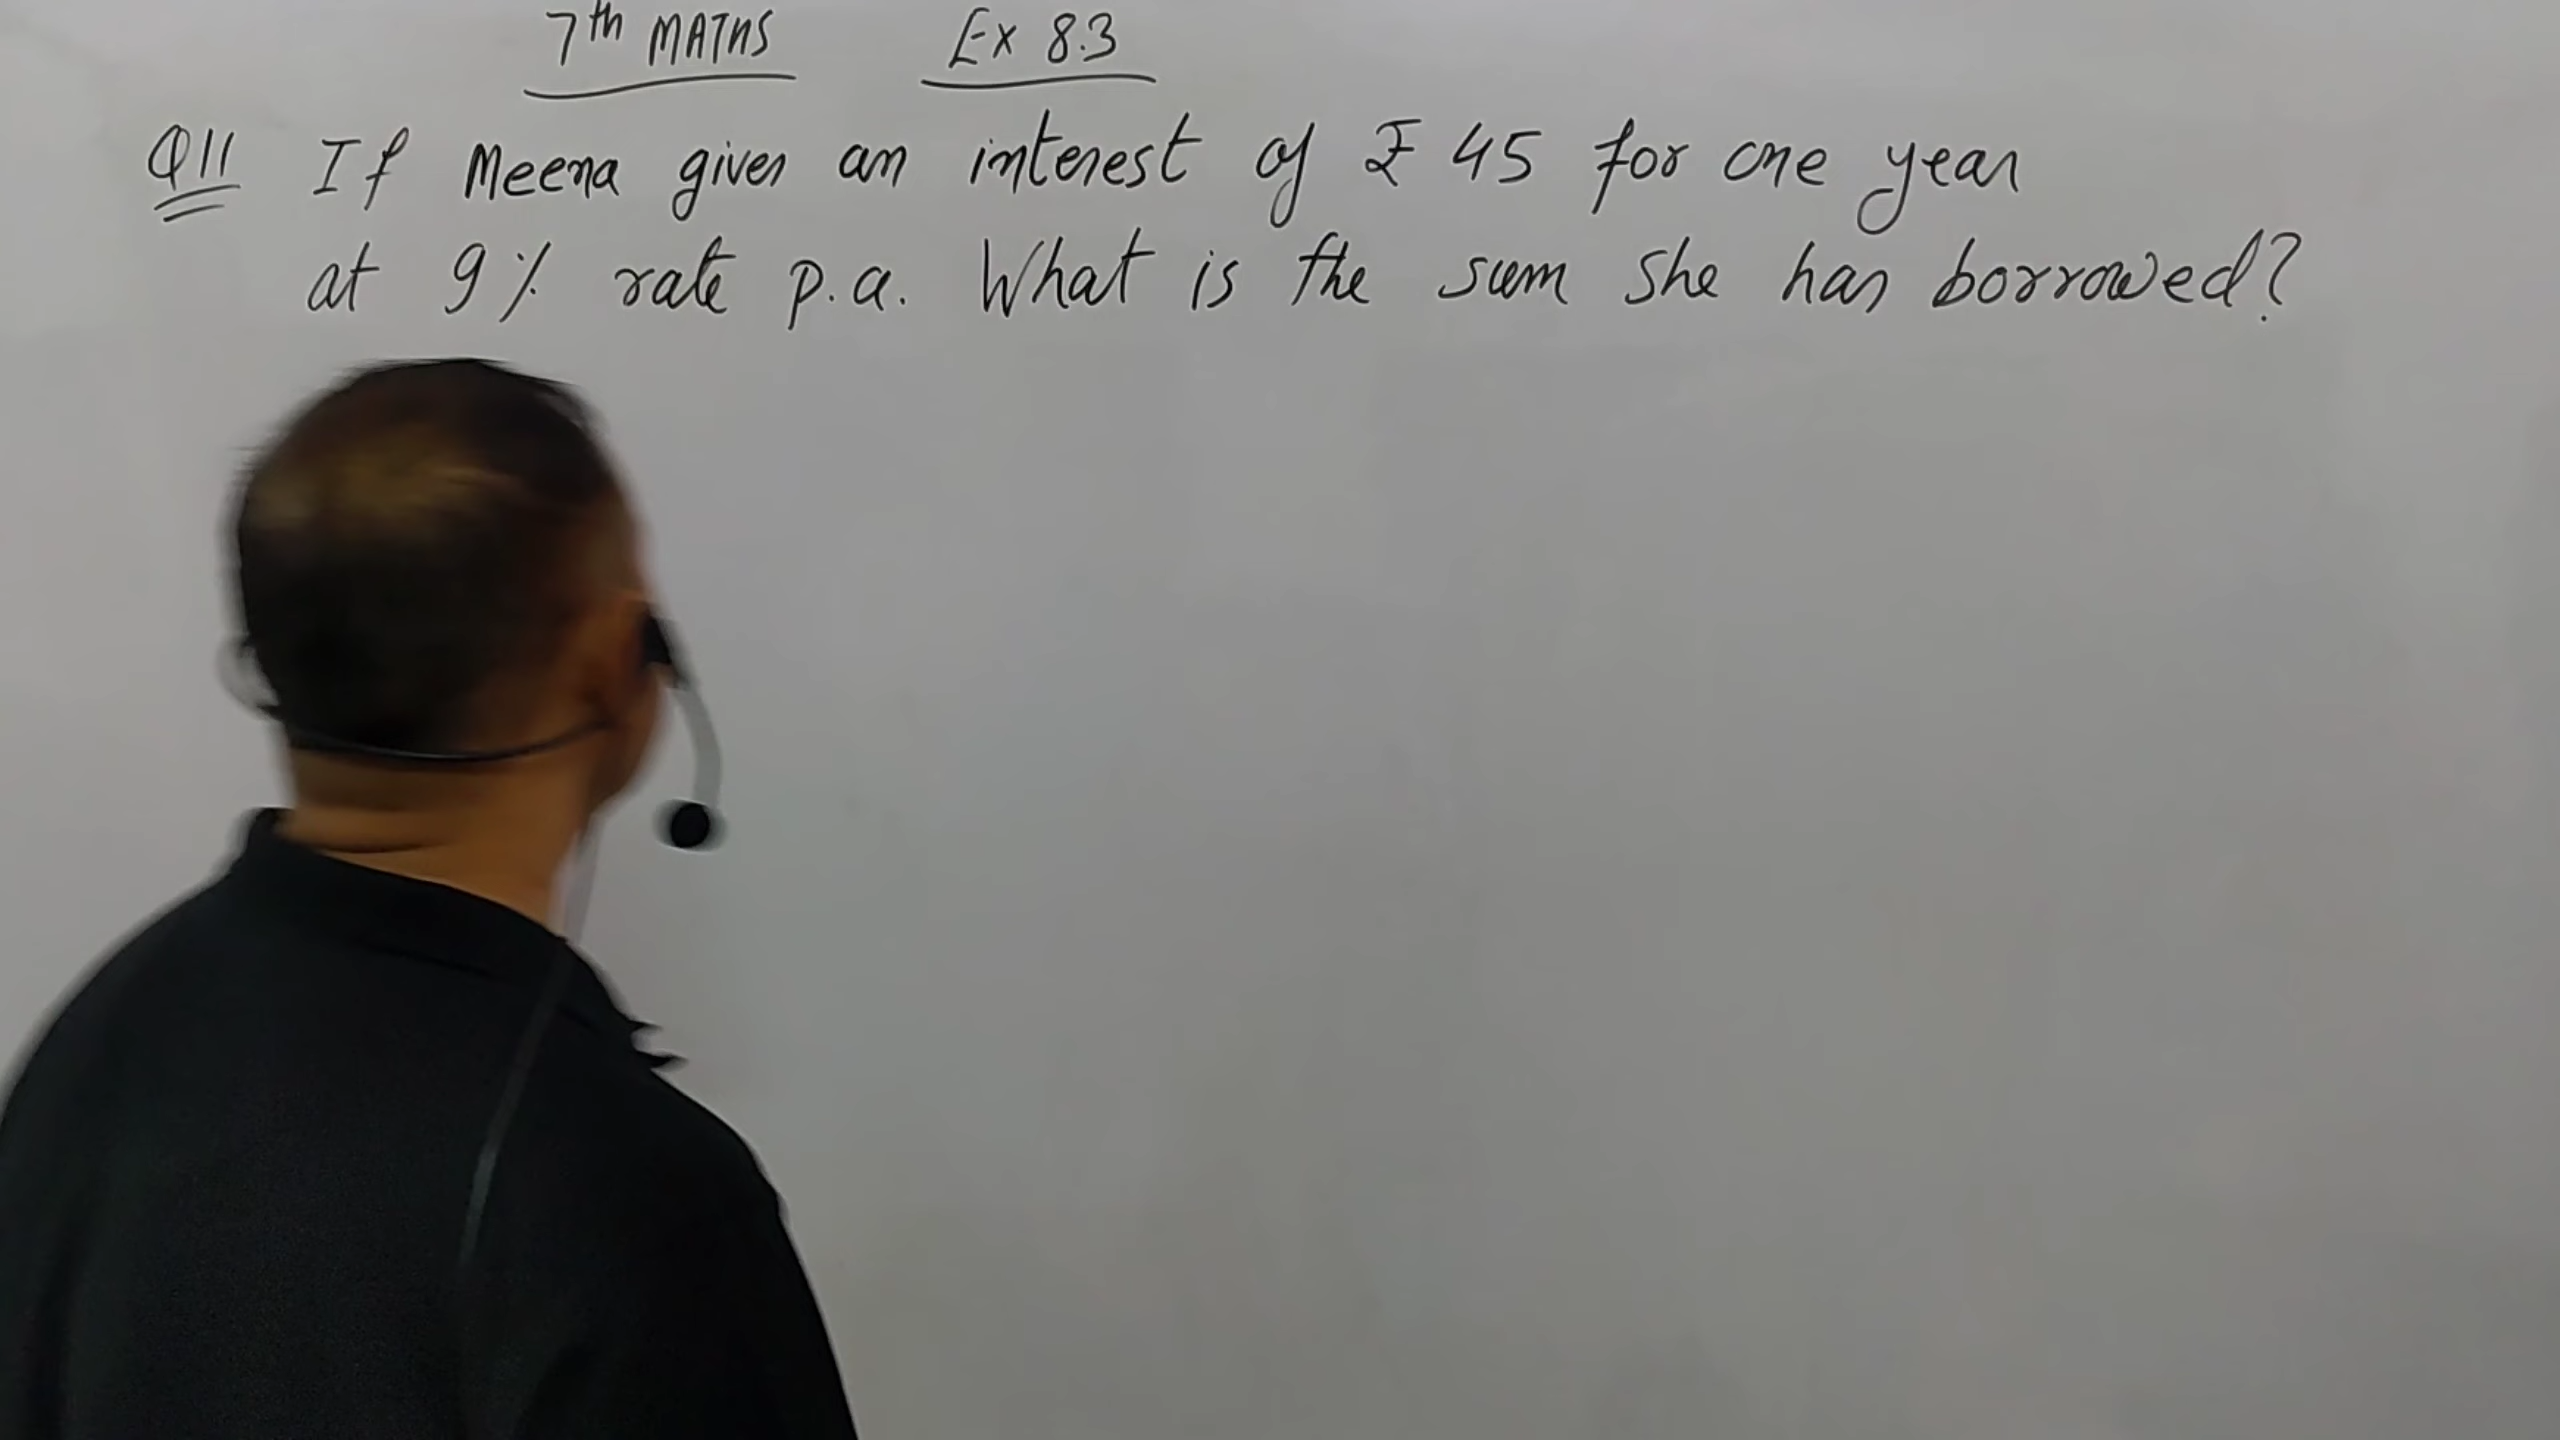 7th MATHS Ex 8.3
Q11 If Meena gives an interest of ₹ 45 for one year
at 9% rate p.a. What is the sum she has borrowed?